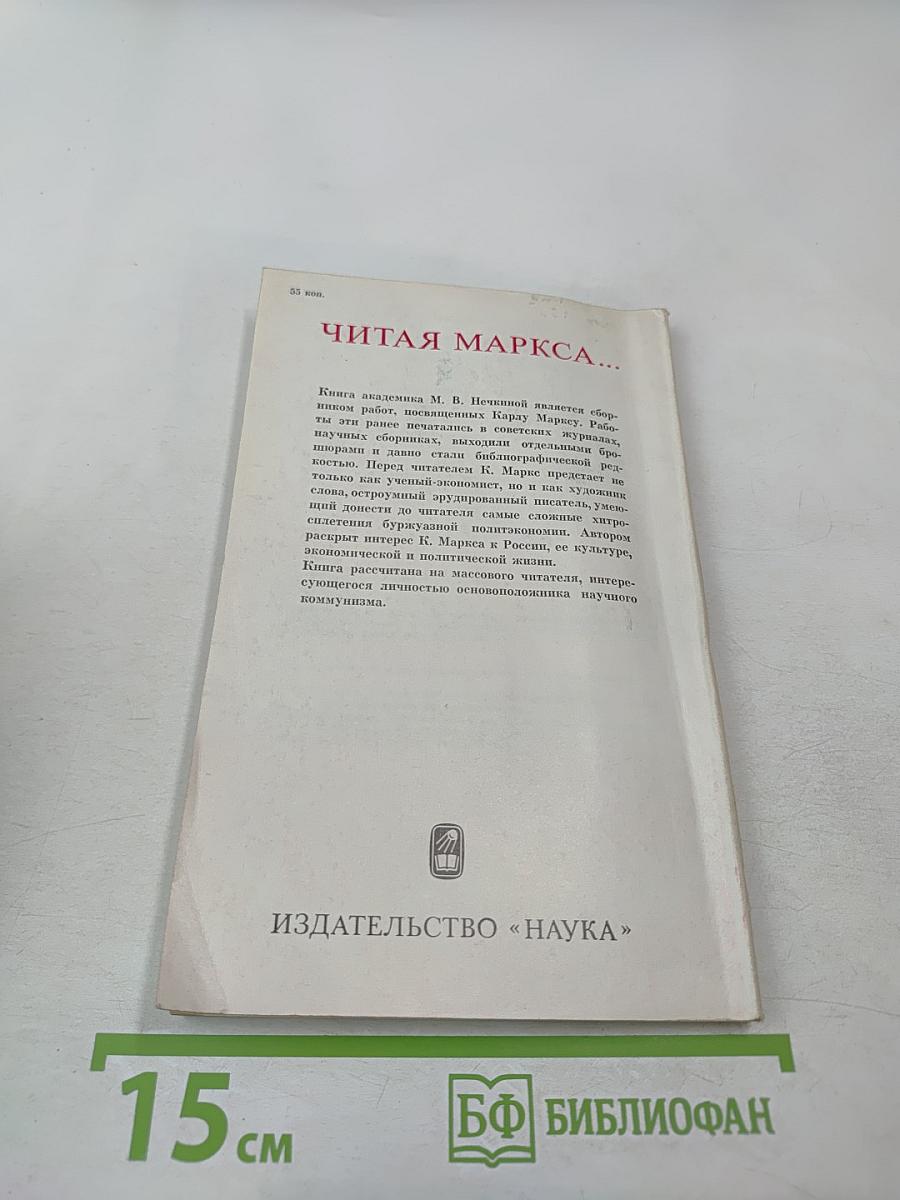 55 коп.
ЧИТАЯ МАРКСА...
Книга академика М. В. Нечкиной является сбор-
ником работ, посвященных Карлу Марксу. Рабо-
ты эти ранее печатались в советских журналах,
научных сборниках, выходили отдельными бро-
шюрами и давно стали библиографической ред-
костью. Перед читателем К. Маркс предстает не
только как ученый-экономист, но и как художник
слова, остроумный эрудированный писатель, умею-
щий донести до читателя самые сложные хитро-
сплетения буржуазной политэкономии. Автором
раскрыт интерес К. Маркса к России, ее культуре,
экономической и политической жизни.
Книга рассчитана на массового читателя, интере-
сующегося личностью основоположника научного
коммунизма.
ИЗДАТЕЛЬСТВО «НАУКА»
15 см
БФ БИБЛИОФАН